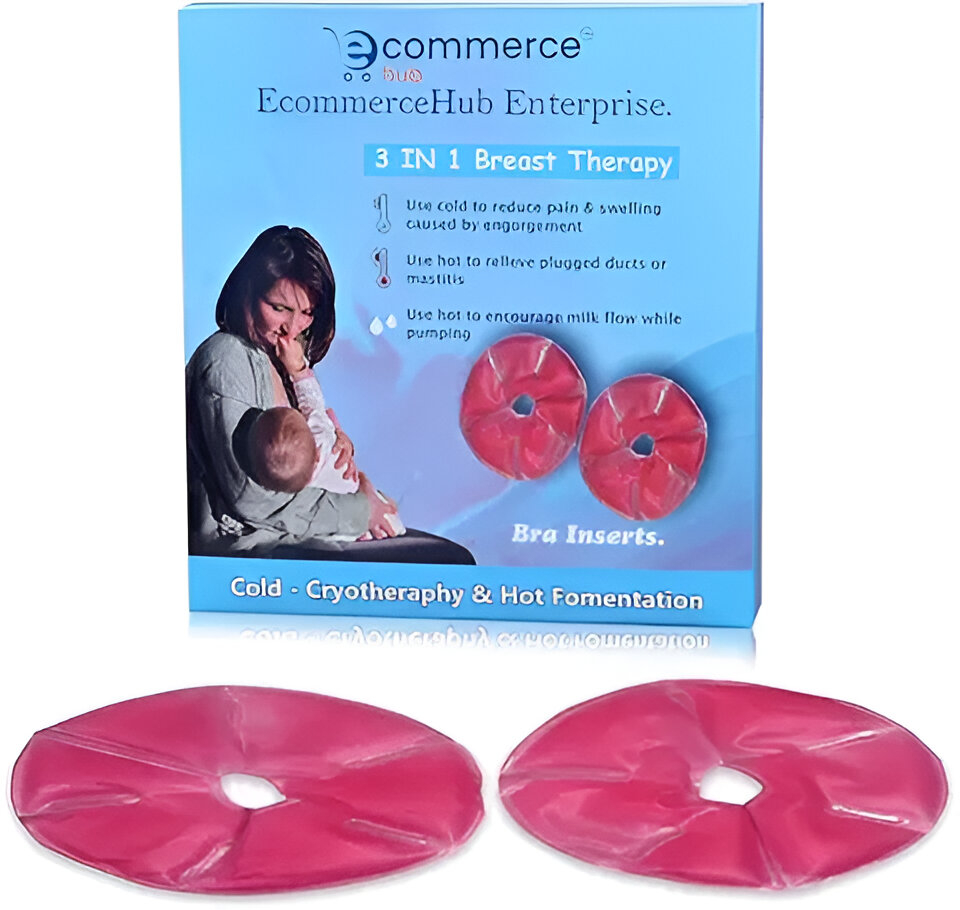 ecommerce
hub
EcommerceHub Enterprise.
3 IN 1 Breast Therapy
Use cold to reduce pain & swelling
caused by engorgement
Use hot to relieve plugged ducts or
mastitis
Use hot to encourage milk flow while
pumping
Bra Inserts.
Cold - Cryotheraphy & Hot Fomentation